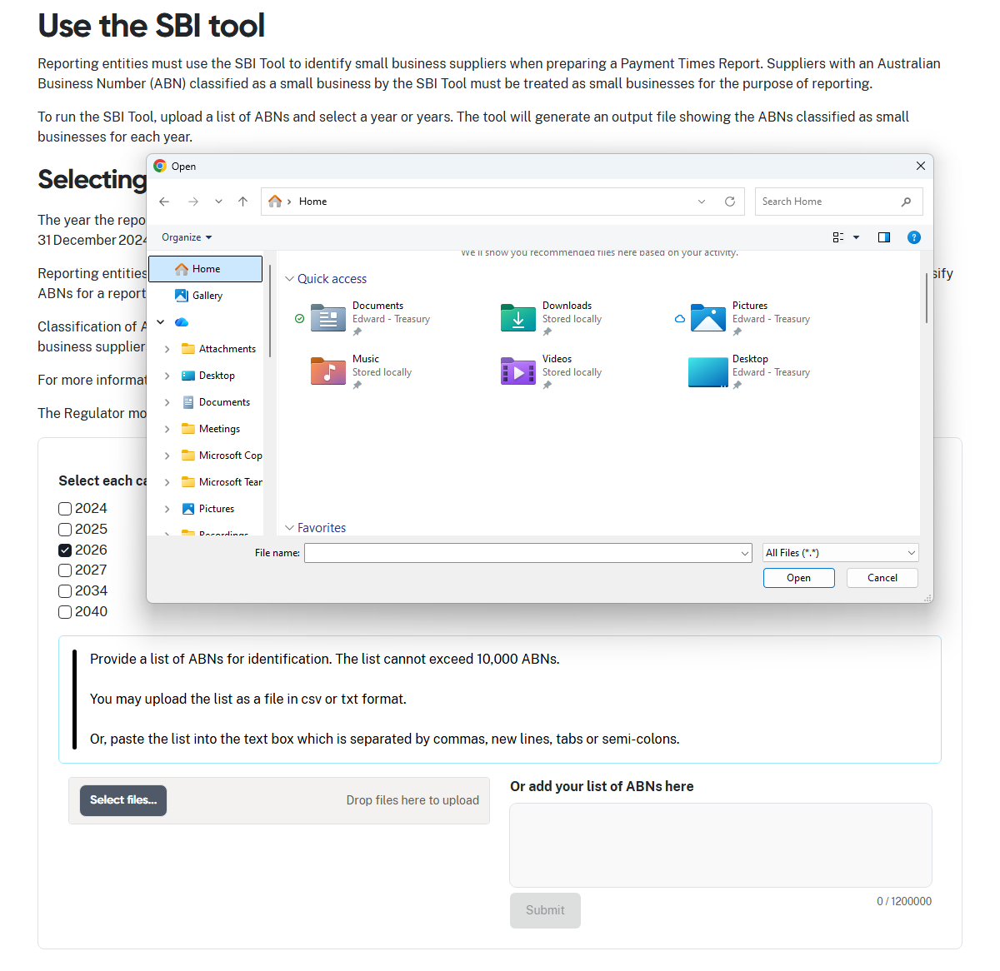 Use the SBI tool
Reporting entities must use the SBI Tool to identify small business suppliers when preparing a Payment Times Report. Suppliers with an Australian
Business Number (ABN) classified as a small business by the SBI Tool must be treated as small businesses for the purpose of reporting.
To run the SBI Tool, upload a list of ABNs and select a year or years. The tool will generate an output file showing the ABNs classified as small
businesses for each year.
Selecting
The year the repo
31 December 2024
Reporting entities
sify
ABNs for a report
Classification of A
business supplier
For more informat
The Regulator mo
Open
Home
Search Home
Organize
Home
Gallery
Attachments
Desktop
Documents
Meetings
Microsoft Cop
Microsoft Tear
Pictures
Recordings
We'll show you recommended files here based on your activity.
Quick access
Documents
Edward - Treasury
Downloads
Stored locally
Pictures
Edward - Treasury
Music
Stored locally
Videos
Stored locally
Desktop
Edward - Treasury
Favorites
File name:
All Files (*.*)
Open
Cancel
Select each ca
2024
2025
2026
2027
2034
2040
Provide a list of ABNs for identification. The list cannot exceed 10,000 ABNs.
You may upload the list as a file in csv or txt format.
Or, paste the list into the text box which is separated by commas, new lines, tabs or semi-colons.
Select files...
Drop files here to upload
Or add your list of ABNs here
0 / 1200000
Submit